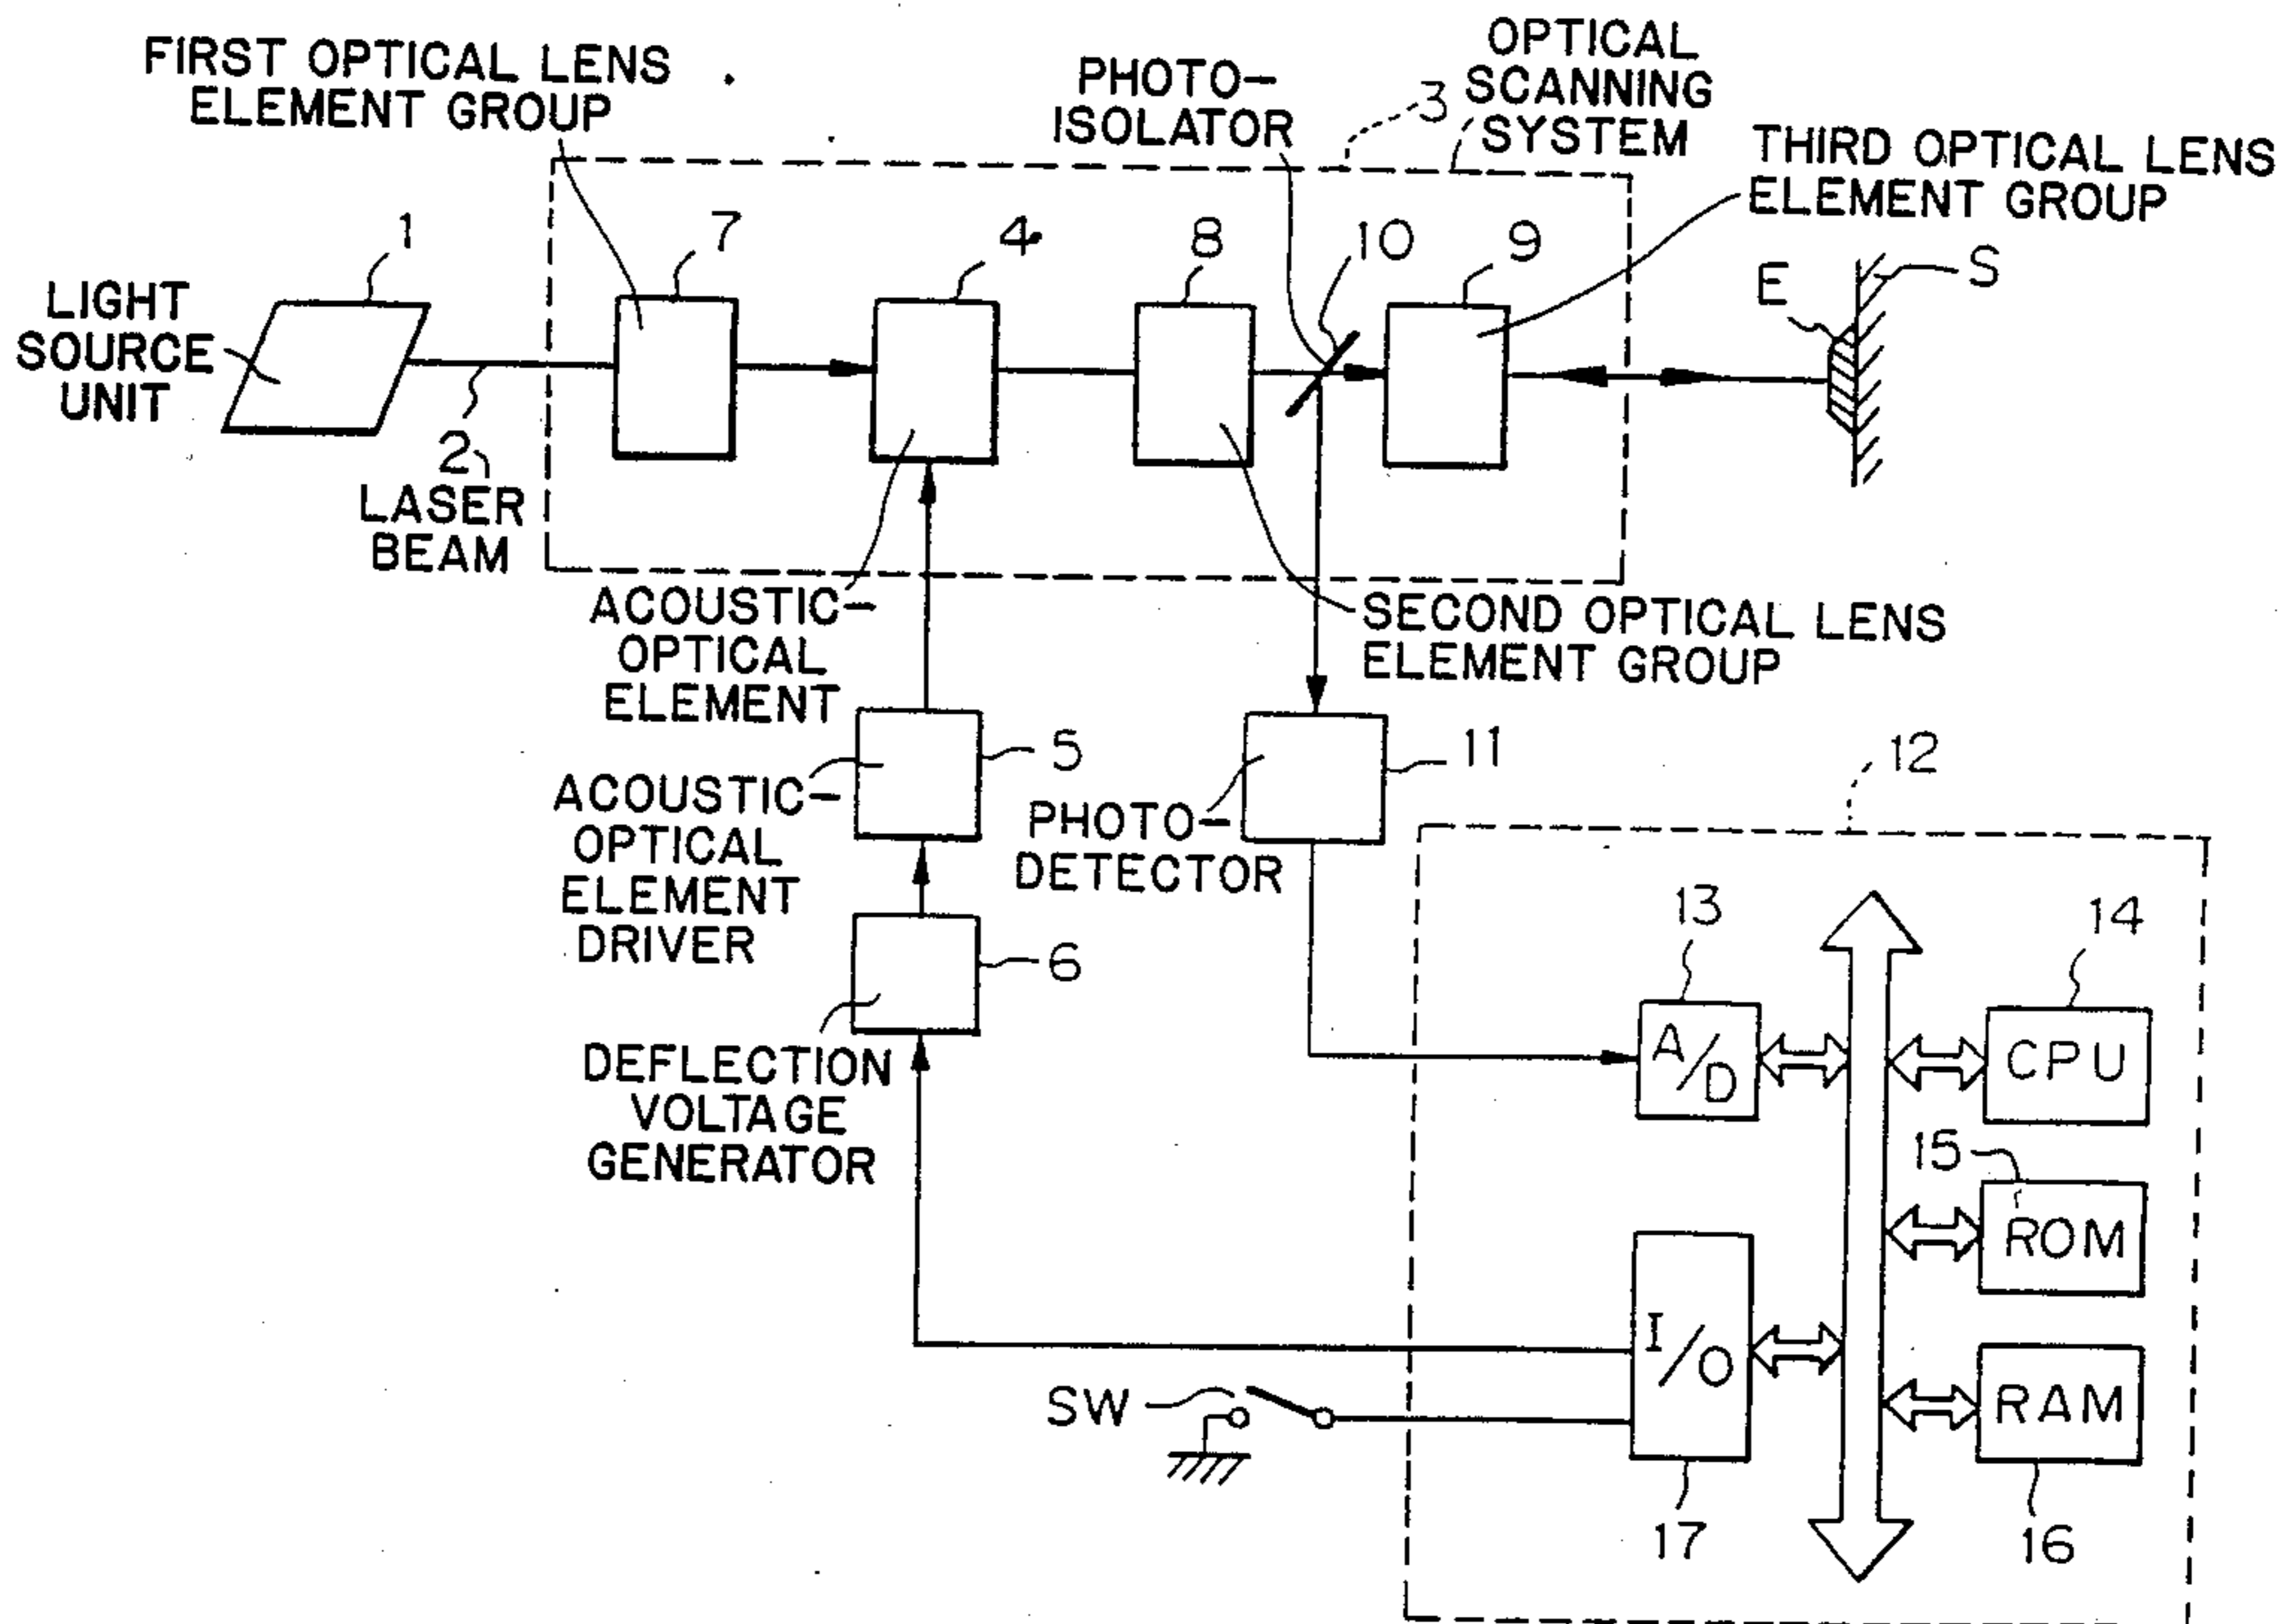 FIRST OPTICAL LENS
ELEMENT GROUP
PHOTO-
ISOLATOR
3
OPTICAL
SCANNING
SYSTEM
THIRD OPTICAL LENS
ELEMENT GROUP
1
7
4
8
10
9
E
S
LIGHT
SOURCE
UNIT
2
LASER
BEAM
ACOUSTIC-
OPTICAL
ELEMENT
SECOND OPTICAL LENS
ELEMENT GROUP
5
11
12
ACOUSTIC-
OPTICAL
ELEMENT
DRIVER
PHOTO-
DETECTOR
6
13
14
DEFLECTION
VOLTAGE
GENERATOR
A/D
CPU
15
ROM
I/O
SW
RAM
17
16